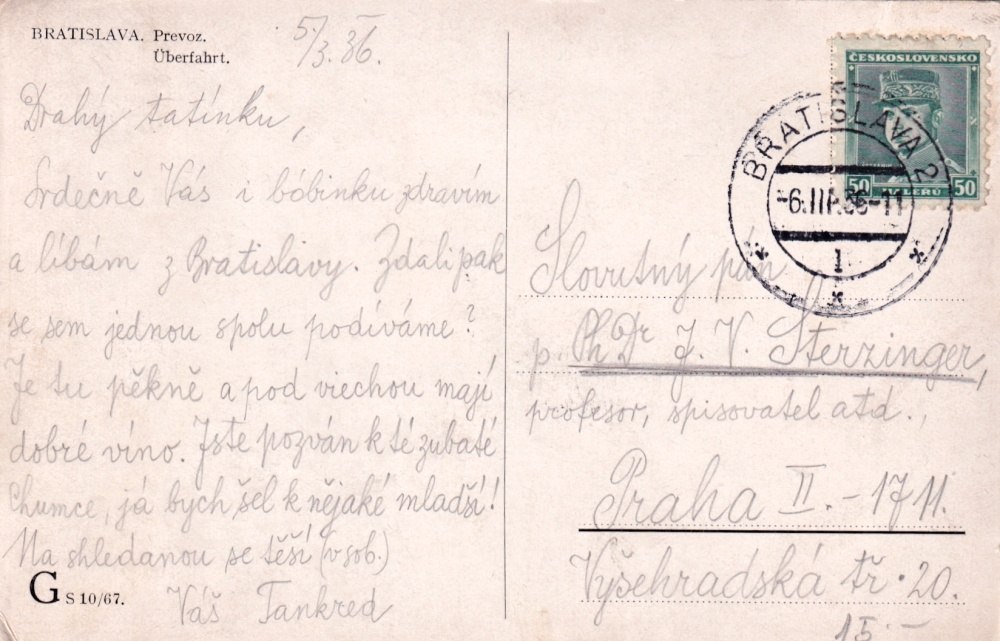 BRATISLAVA. Prevoz.
Überfahrt.
5/3. 36.
Drahý tatínku,
srdečně Vás i bóbinku zdravím
a líbám z Bratislavy. Zdalipak
se sem jednou spolu podíváme?
Je tu pěkně a pod viechou mají
dobré víno. Jste pozván k té zubaté
chumce, já bych šel k nějaké mladší!
Na shledanou se těší (v sob.)
Váš Tankred
G S 10/67.
ČESKOSLOVENSKO
50 50
BRATISLAVA 2
-6.III.36-11
1
Slovutný pán
p. PhDr J. V. Sterzinger,
profesor, spisovatel atd.,
Praha II. - 1711.
Vyšehradská tř. 20.
15.-